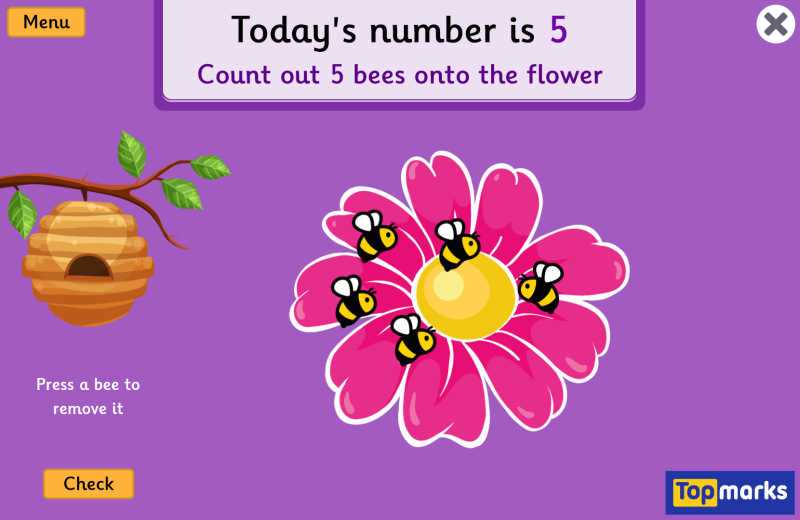 Menu
Today's number is 5
Count out 5 bees onto the flower
Press a bee to
remove it
Check
Topmarks